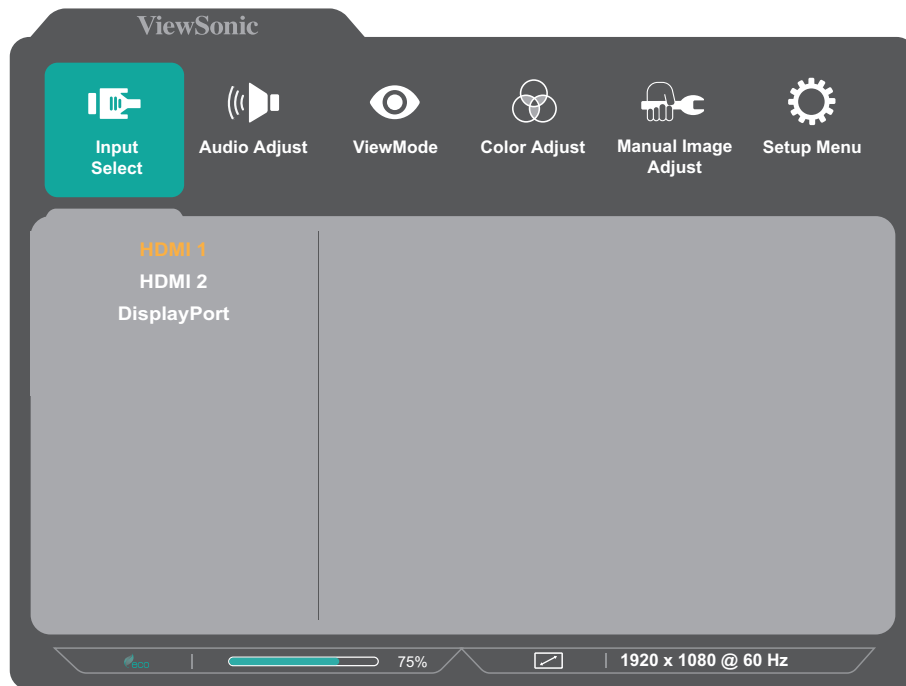 ViewSonic
Input
Select
Audio Adjust
ViewMode
Color Adjust
Manual Image
Adjust
Setup Menu
HDMI 1
HDMI 2
DisplayPort
eco
75%
1920 x 1080 @ 60 Hz